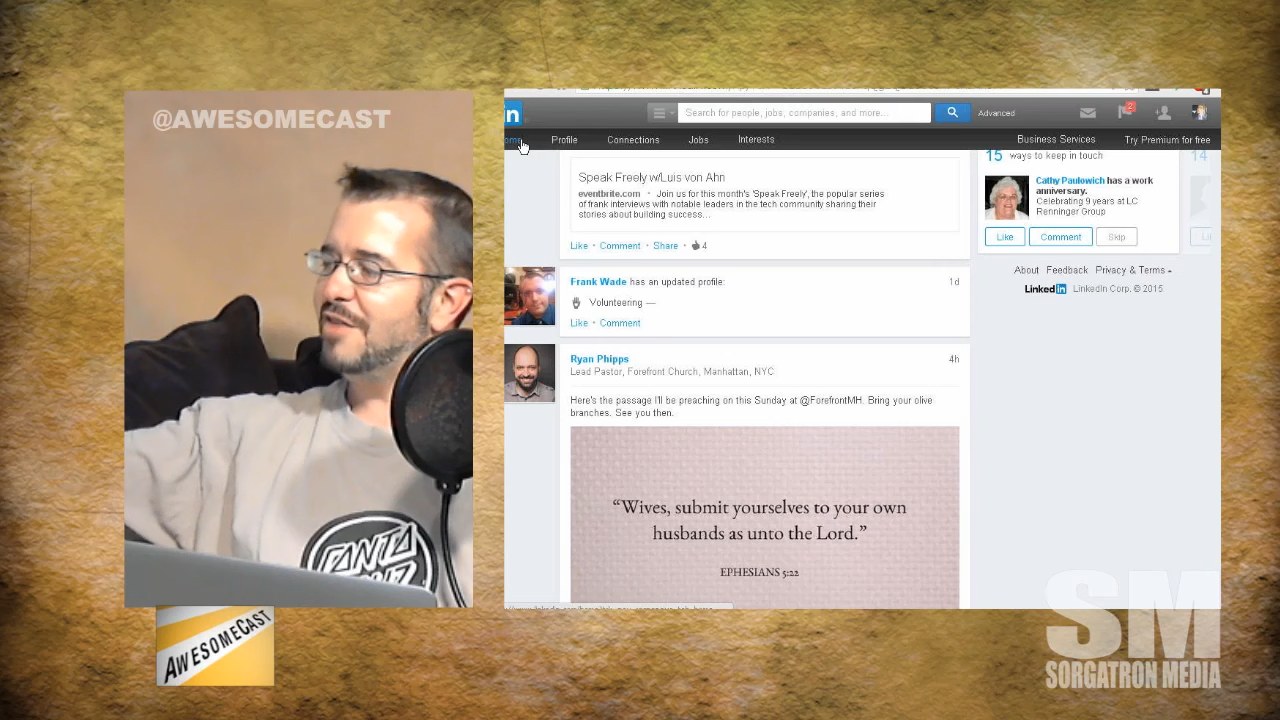 @AWESOMECAST
in
Search for people, jobs, companies, and more...
Advanced
Profile Connections Jobs Interests
Business Services Try Premium for free
Speak Freely w/Luis von Ahn
eventbrite.com • Join us for this month's 'Speak Freely', the popular series
of frank interviews with notable leaders in the tech community sharing their
stories about building success...
Like • Comment • Share • 4
Frank Wade has an updated profile: 1d
Volunteering —
Like • Comment
Ryan Phipps 4h
Lead Pastor, Forefront Church, Manhattan, NYC
Here's the passage I'll be preaching on this Sunday at @ForefrontMH. Bring your olive
branches. See you then.
“Wives, submit yourselves to your own
husbands as unto the Lord.”
EPHESIANS 5:22
15 ways to keep in touch 14
Cathy Paulowich has a work
anniversary.
Celebrating 9 years at LC
Renninger Group
Like Comment Skip
About Feedback Privacy & Terms
LinkedIn LinkedIn Corp. © 2015
AWESOMECAST
SM
SORGATRON MEDIA